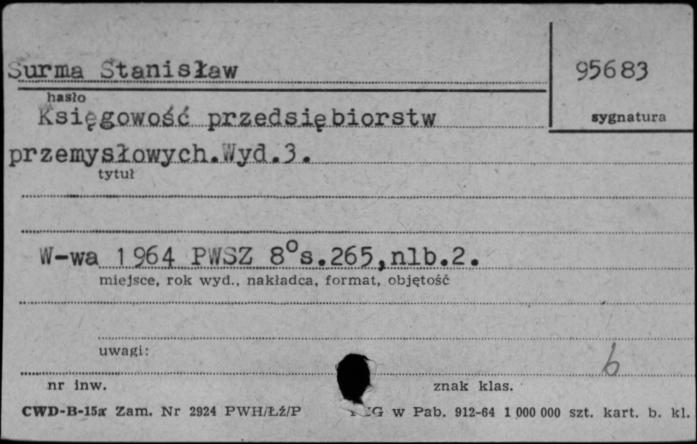 Surma Stanisław
95683
hasło
sygnatura
Księgowość przedsiębiorstw
przemysłowych.Wyd.3.
tytuł
W-wa 1964 PWSZ 8°s.265,nlb.2.
miejsce, rok wyd., nakładca, format, objętość
uwagi:
b
nr inw.
znak klas.
CWD-B-15a Zam. Nr 2924 PWH/Łź/P w Pab. 912-64 1 000 000 szt. kart. b. kl.